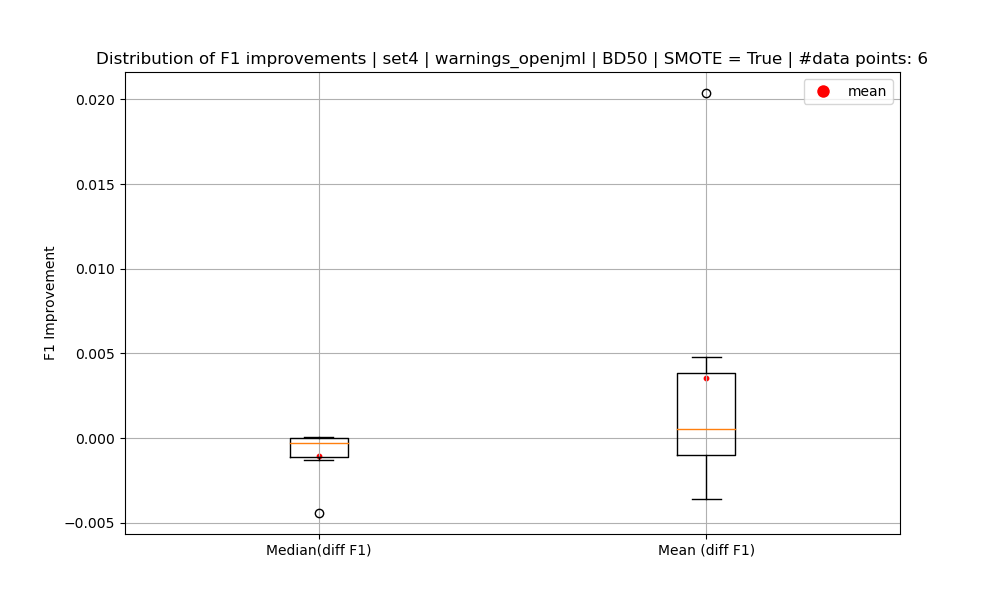 Distribution of F1 improvements | set4 | warnings_openjml | BD50 | SMOTE = True | #data points: 6
mean
0.020
0.015
0.010
0.005
0.000
−0.005
F1 Improvement
Median(diff F1)
Mean (diff F1)